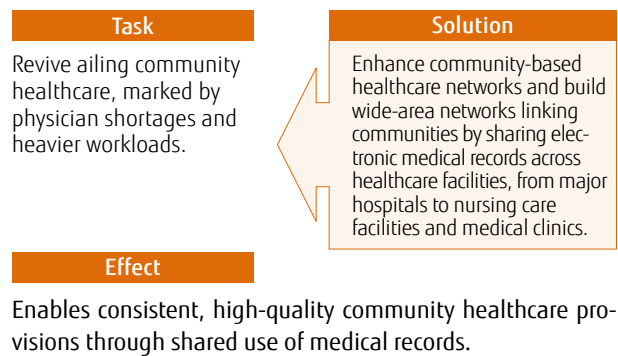 Task
Revive ailing community
healthcare, marked by
physician shortages and
heavier workloads.
Solution
Enhance community-based
healthcare networks and build
wide-area networks linking
communities by sharing elec-
tronic medical records across
healthcare facilities, from major
hospitals to nursing care
facilities and medical clinics.
Effect
Enables consistent, high-quality community healthcare pro-
visions through shared use of medical records.